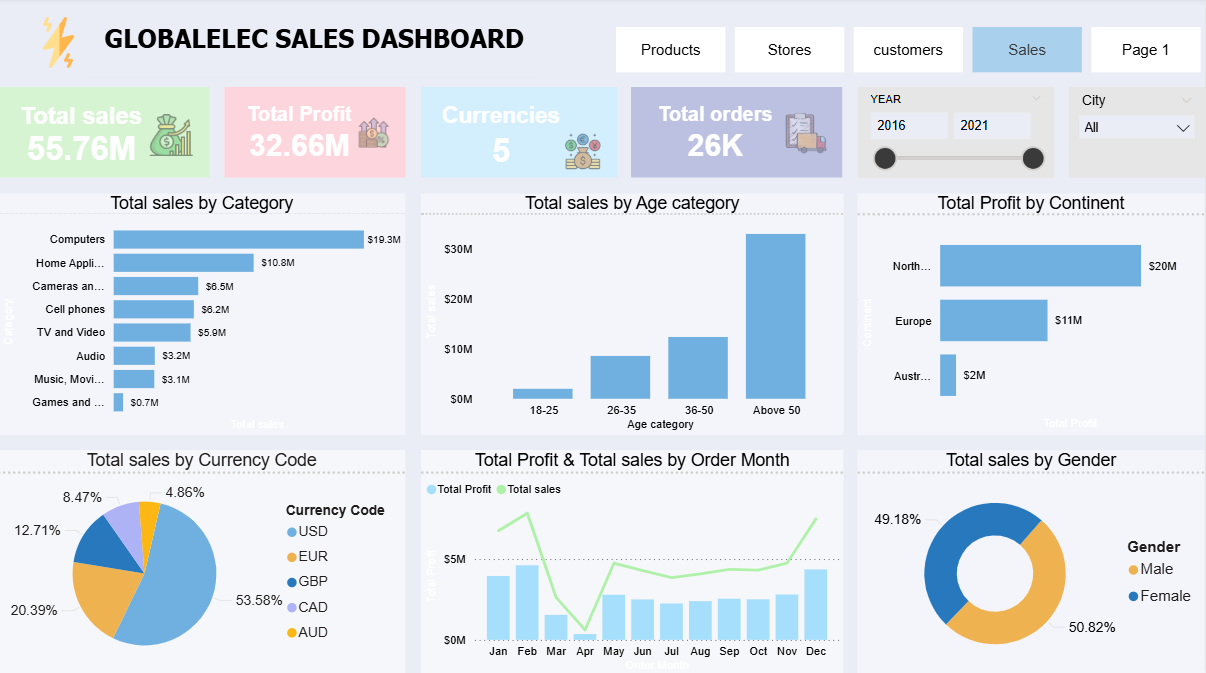 GLOBALELEC SALES DASHBOARD
Products
Stores
customers
Sales
Page 1
Total sales
55.76M
Total Profit
32.66M
Currencies
5
Total orders
26K
YEAR
2016
2021
City
All
Total sales by Category
Category
Computers
$19.3M
Home Appli...
$10.8M
Cameras an...
$6.5M
Cell phones
$6.2M
TV and Video
$5.9M
Audio
$3.2M
Music, Movi...
$3.1M
Games and ...
$0.7M
Total sales
Total sales by Age category
Total sales
$30M
$20M
$10M
$0M
18-25
26-35
36-50
Above 50
Age category
Total Profit by Continent
Continent
North...
$20M
Europe
$11M
Austr...
$2M
Total Profit
Total sales by Currency Code
4.86%
8.47%
12.71%
20.39%
53.58%
Currency Code
USD
EUR
GBP
CAD
AUD
Total Profit & Total sales by Order Month
Total Profit
Total sales
Total Profit
$5M
$0M
Jan Feb Mar Apr May Jun Jul Aug Sep Oct Nov Dec
Order Month
Total sales by Gender
49.18%
50.82%
Gender
Male
Female